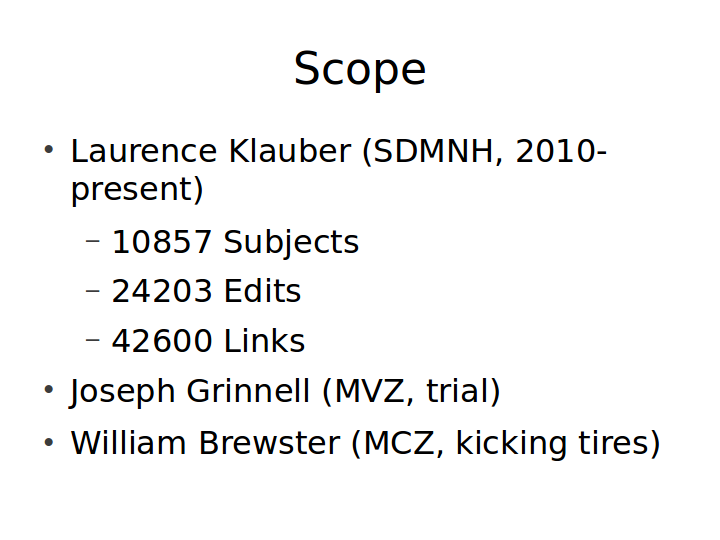 Scope
• Laurence Klauber (SDMNH, 2010-
present)
– 10857 Subjects
– 24203 Edits
– 42600 Links
• Joseph Grinnell (MVZ, trial)
• William Brewster (MCZ, kicking tires)